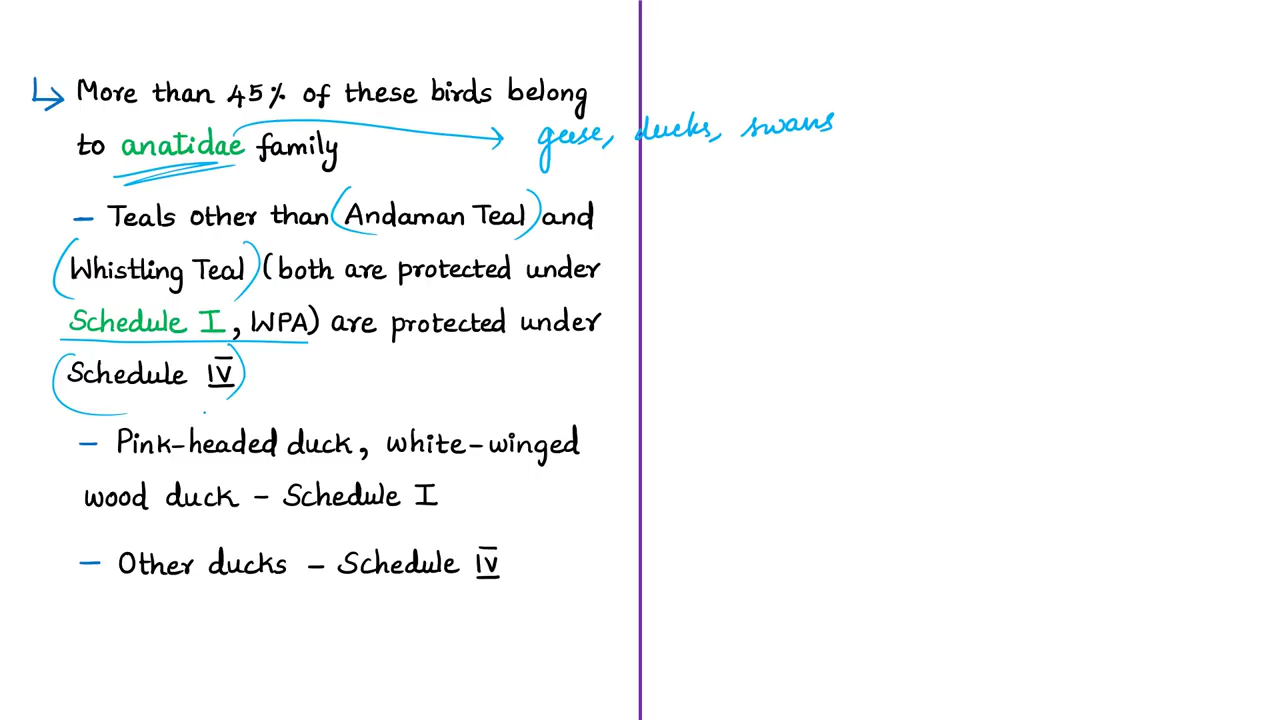 ↳ More than 45% of these birds belong
to anatidae family → geese, ducks, swans
– Teals other than (Andaman Teal) and
(Whistling Teal) (both are protected under
Schedule I, WPA) are protected under
(Schedule IV)
– Pink-headed duck, white-winged
wood duck – Schedule I
– Other ducks – Schedule IV